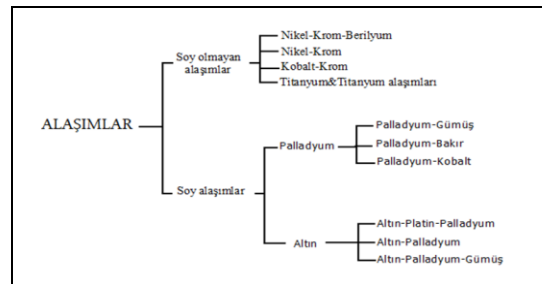 ALAŞIMLAR
Soy olmayan
alaşımlar
Nikel-Krom-Berilyum
Nikel-Krom
Kobalt-Krom
Titanyum&Titanyum alaşımları
Soy alaşımlar
Palladyum
Palladyum-Gümüş
Palladyum-Bakır
Palladyum-Kobalt
Altın
Altın-Platin-Palladyum
Altın-Palladyum
Altın-Palladyum-Gümüş